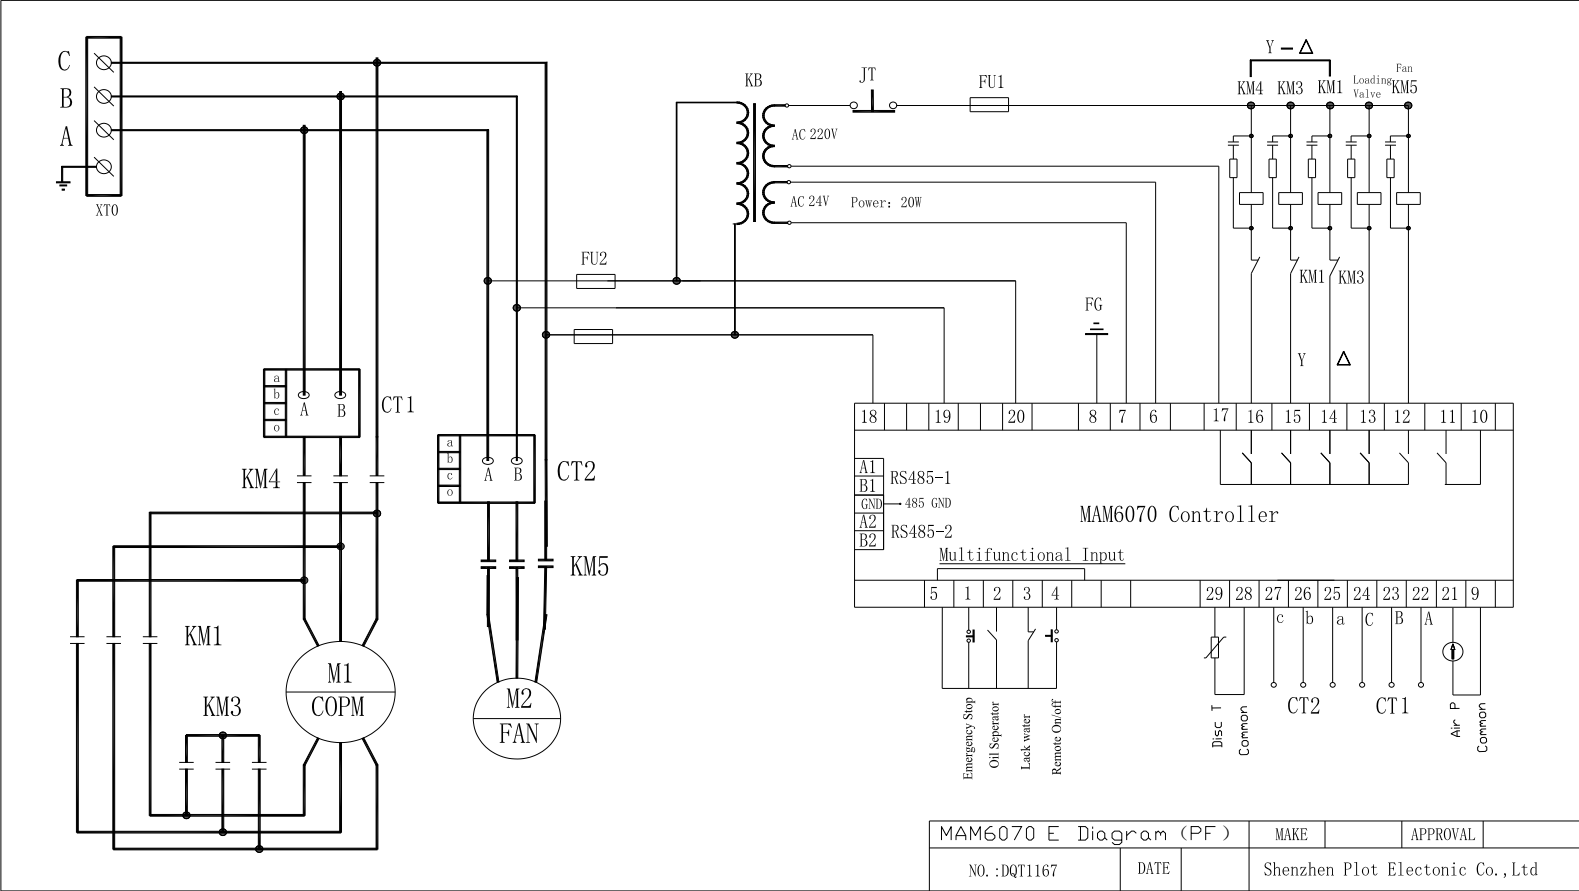 C
B
A
XT0
KB
AC 220V
AC 24V
Power: 20W
JT
FU1
Y — Δ
KM4 KM3 KM1
Loading
Valve
Fan
KM5
FU2
FG
KM1 KM3
Y Δ
a
b
c
o
A B
CT1
KM4
a
b
c
o
A B
CT2
KM5
KM1
KM3
M1
COPM
M2
FAN
18 19 20 8 7 6 17 16 15 14 13 12 11 10
A1
B1
GND
A2
B2
RS485-1
485 GND
RS485-2
MAM6070 Controller
Multifunctional Input
5 1 2 3 4 29 28 27 26 25 24 23 22 21 9
c b a C B A
Emergency Stop
Oil Seperator
Lack water
Remote On/off
Disc T
Common
CT2
CT1
Air P
Common
MAM6070 E Diagram (PF) MAKE APPROVAL
NO.:DQT1167 DATE Shenzhen Plot Electonic Co.,Ltd